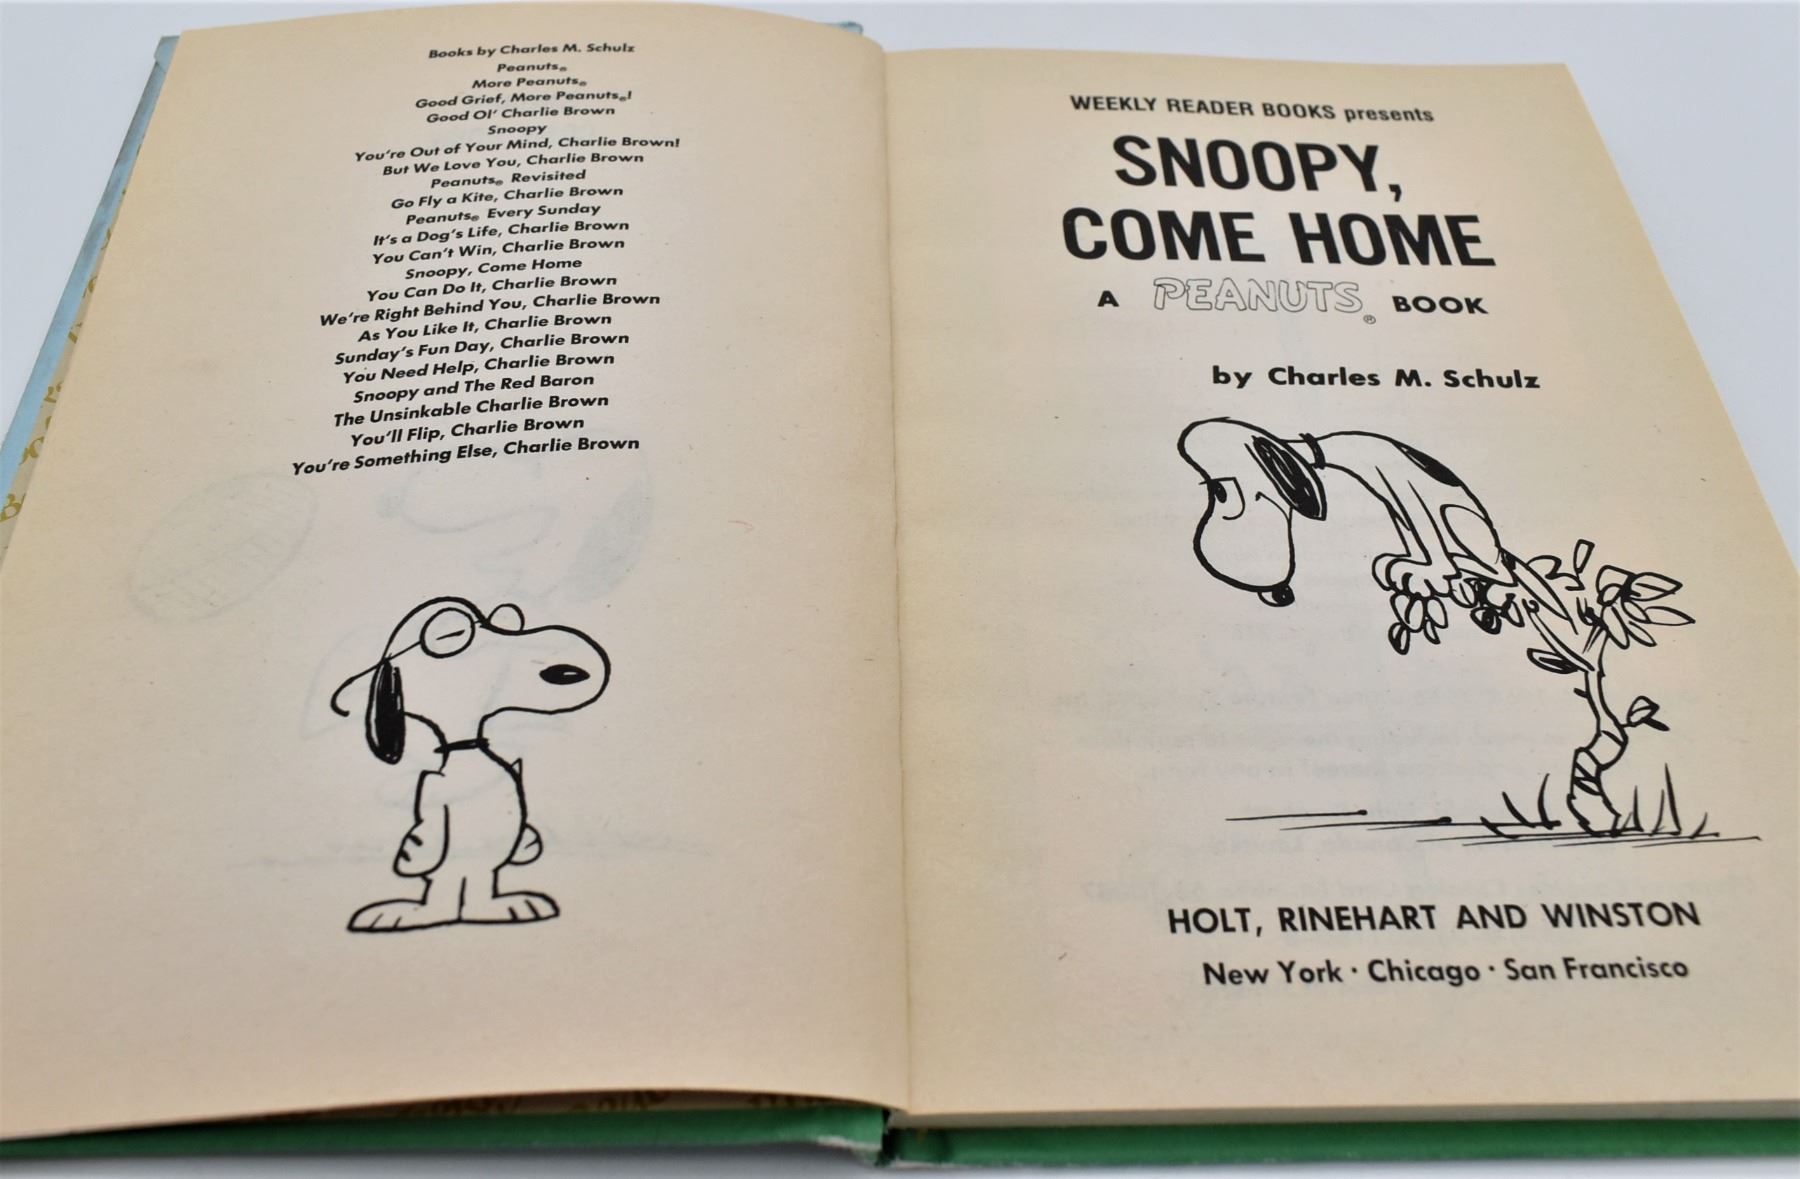 Books by Charles M. Schulz
Peanuts®
More Peanuts®
Good Grief, More Peanuts®!
Good Ol' Charlie Brown
Snoopy
You're Out of Your Mind, Charlie Brown!
But We Love You, Charlie Brown
Peanuts® Revisited
Go Fly a Kite, Charlie Brown
Peanuts® Every Sunday
It's a Dog's Life, Charlie Brown
You Can't Win, Charlie Brown
Snoopy, Come Home
You Can Do It, Charlie Brown
We're Right Behind You, Charlie Brown
As You Like It, Charlie Brown
Sunday's Fun Day, Charlie Brown
You Need Help, Charlie Brown
Snoopy and The Red Baron
The Unsinkable Charlie Brown
You'll Flip, Charlie Brown
You're Something Else, Charlie Brown
WEEKLY READER BOOKS presents
SNOOPY,
COME HOME
A PEANUTS® BOOK
by Charles M. Schulz
HOLT, RINEHART AND WINSTON
New York · Chicago · San Francisco